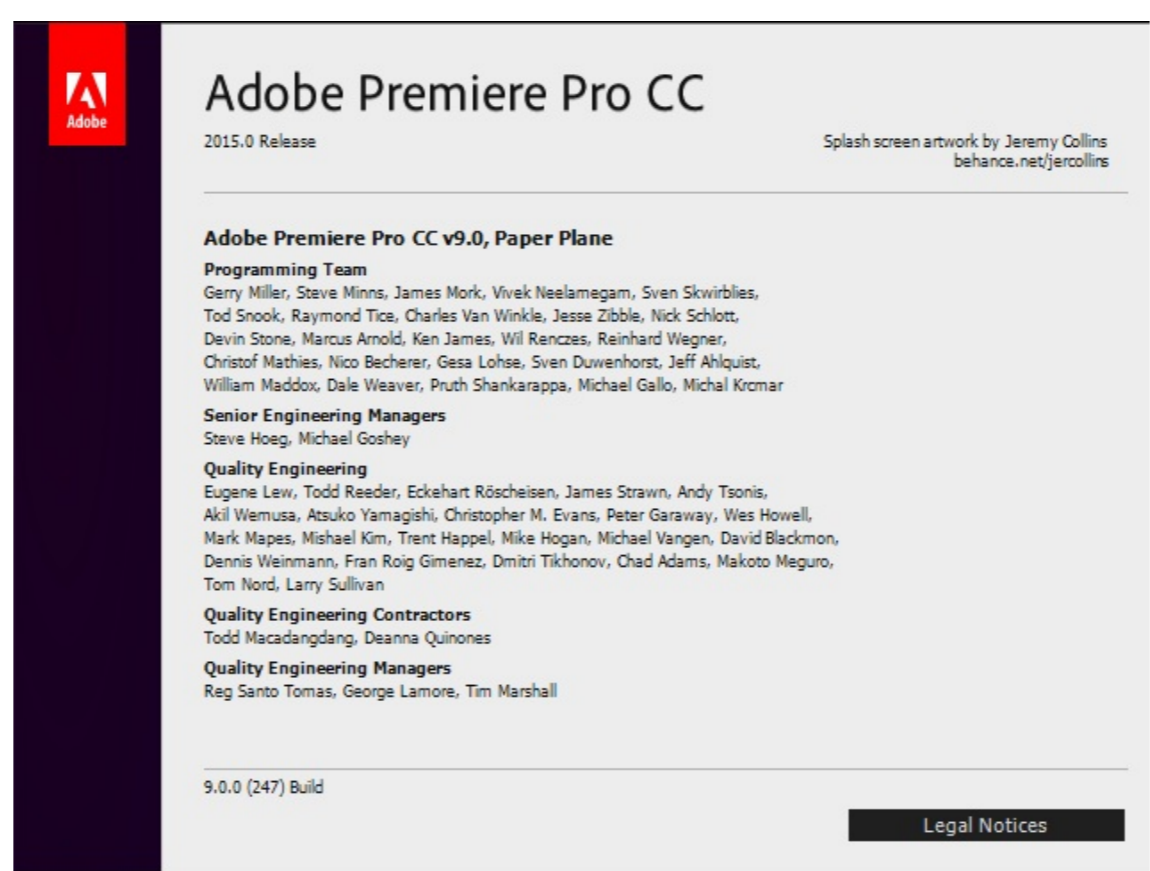 Adobe
Adobe Premiere Pro CC
2015.0 Release
Splash screen artwork by Jeremy Collins
behance.net/jercollins
Adobe Premiere Pro CC v9.0, Paper Plane
Programming Team
Gerry Miller, Steve Minns, James Mork, Vivek Neelamegam, Sven Skwirblies,
Tod Snook, Raymond Tice, Charles Van Winkle, Jesse Zibble, Nick Schlott,
Devin Stone, Marcus Arnold, Ken James, Wil Renczes, Reinhard Wegner,
Christof Mathies, Nico Becherer, Gesa Lohse, Sven Duwenhorst, Jeff Ahlquist,
William Maddox, Dale Weaver, Pruth Shankarappa, Michael Gallo, Michal Krcmar
Senior Engineering Managers
Steve Hoeg, Michael Goshey
Quality Engineering
Eugene Lew, Todd Reeder, Eckehart Röscheisen, James Strawn, Andy Tsonis,
Akil Wemusa, Atsuko Yamagishi, Christopher M. Evans, Peter Garaway, Wes Howell,
Mark Mapes, Mishael Kim, Trent Happel, Mike Hogan, Michael Vangen, David Blackmon,
Dennis Weinmann, Fran Roig Gimenez, Dmitri Tikhonov, Chad Adams, Makoto Meguro,
Tom Nord, Larry Sullivan
Quality Engineering Contractors
Todd Macadangdang, Deanna Quinones
Quality Engineering Managers
Reg Santo Tomas, George Lamore, Tim Marshall
9.0.0 (247) Build
Legal Notices